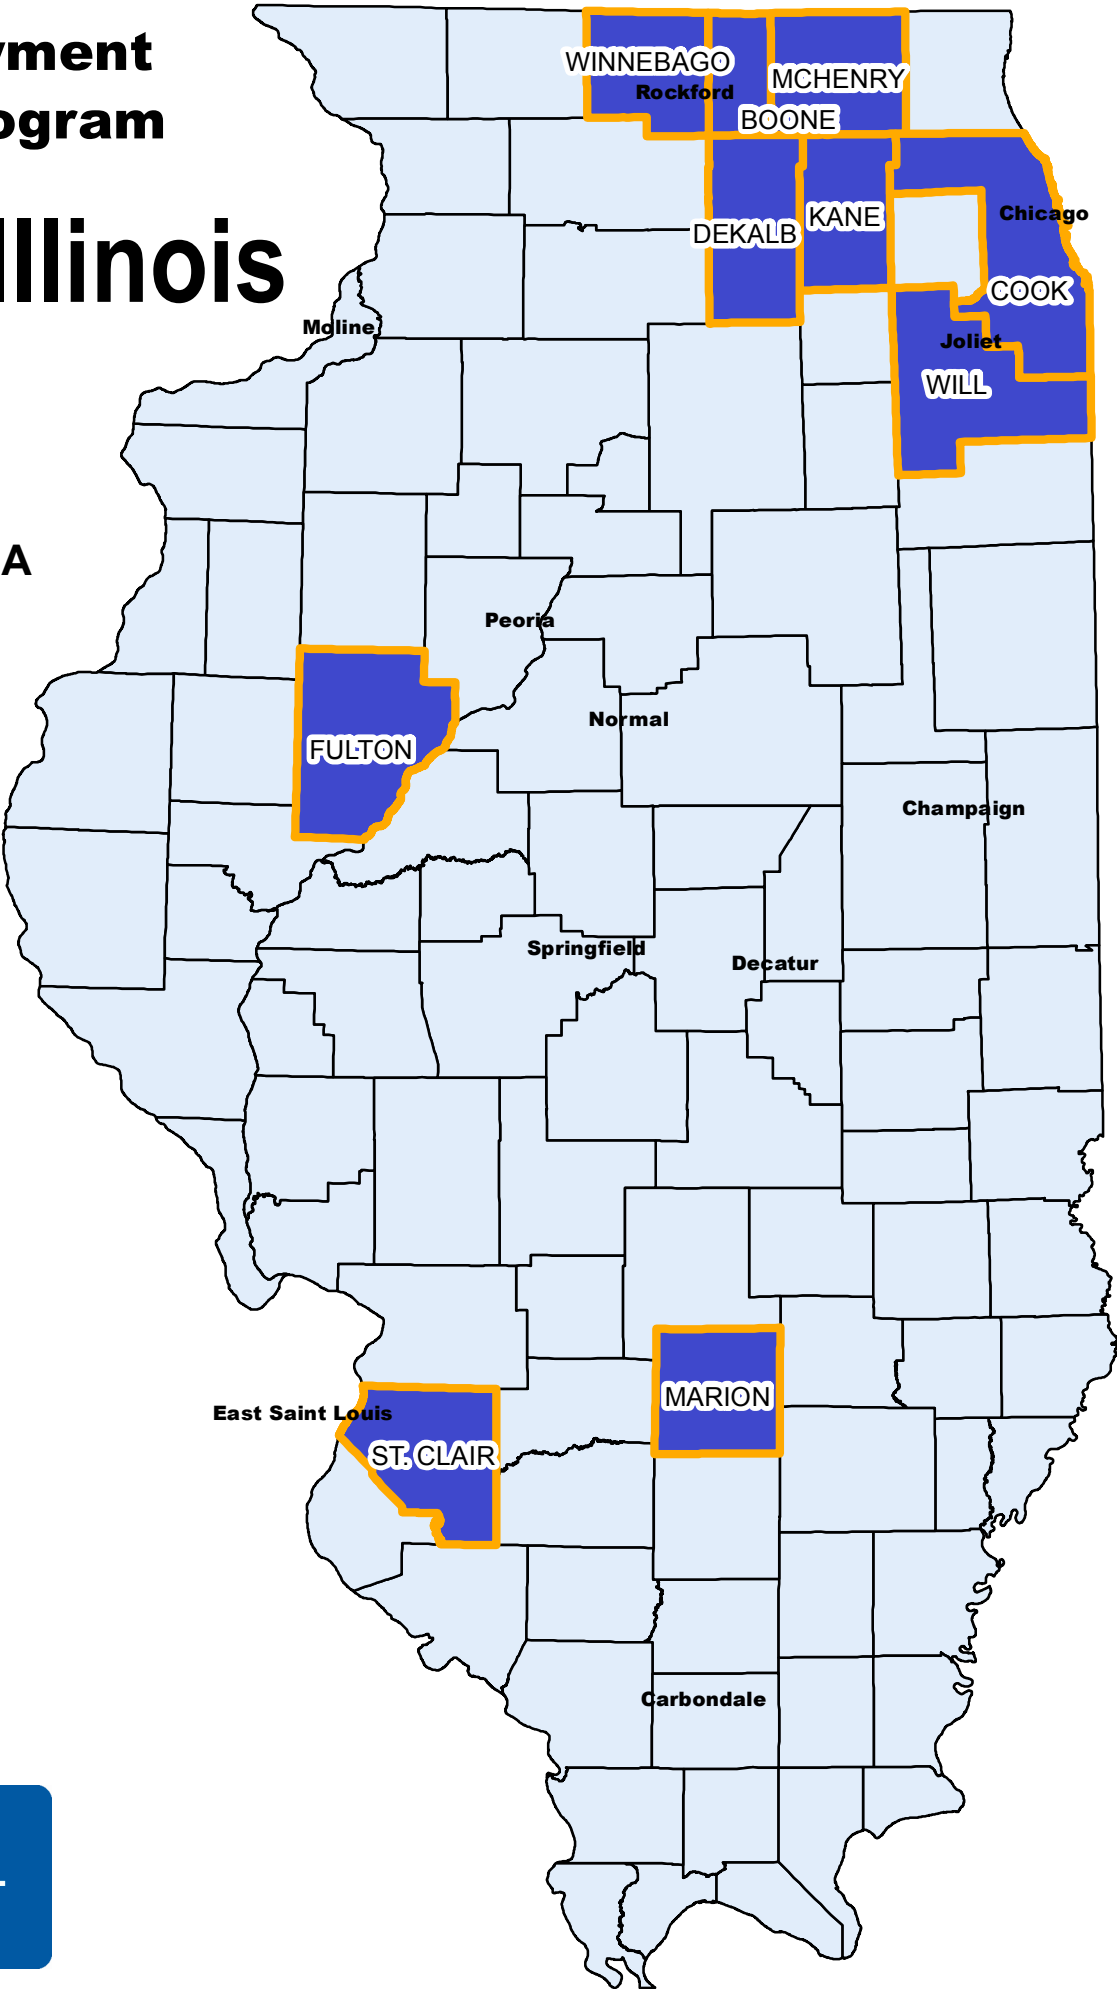 yment
ogram
Illinois
A
WINNEBAGO
Rockford
MCHENRY
BOONE
DEKALB
KANE
Chicago
COOK
Joliet
WILL
Moline
Peoria
Normal
FULTON
Champaign
Springfield
Decatur
MARION
East Saint Louis
ST. CLAIR
Carbondale